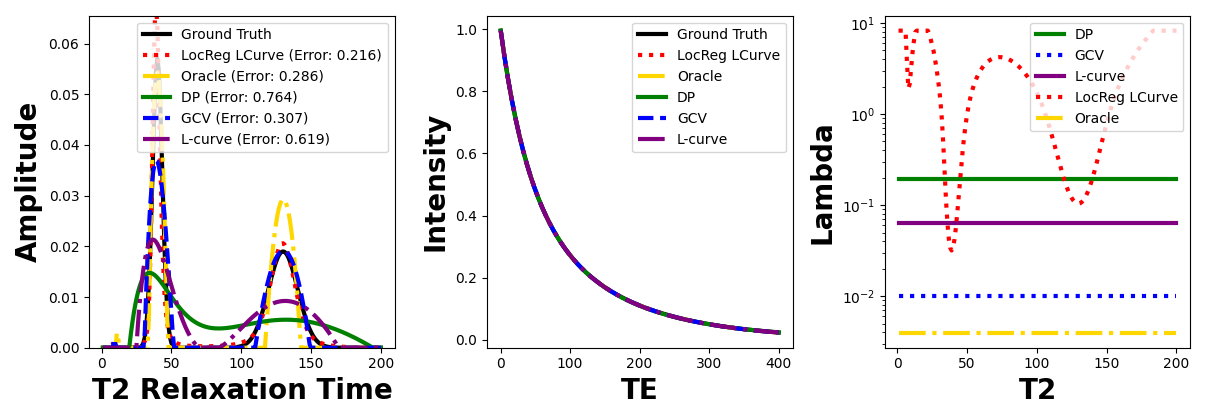 Amplitude
0.06
0.05
0.04
0.03
0.02
0.01
0.00
Ground Truth
LocReg LCurve (Error: 0.216)
Oracle (Error: 0.286)
DP (Error: 0.764)
GCV (Error: 0.307)
L-curve (Error: 0.619)
0 50 100 150 200
T2 Relaxation Time
Intensity
1.0
0.8
0.6
0.4
0.2
0.0
Ground Truth
LocReg LCurve
Oracle
DP
GCV
L-curve
0 100 200 300 400
TE
Lambda
10¹
10⁰
10⁻¹
10⁻²
DP
GCV
L-curve
LocReg LCurve
Oracle
0 50 100 150 200
T2